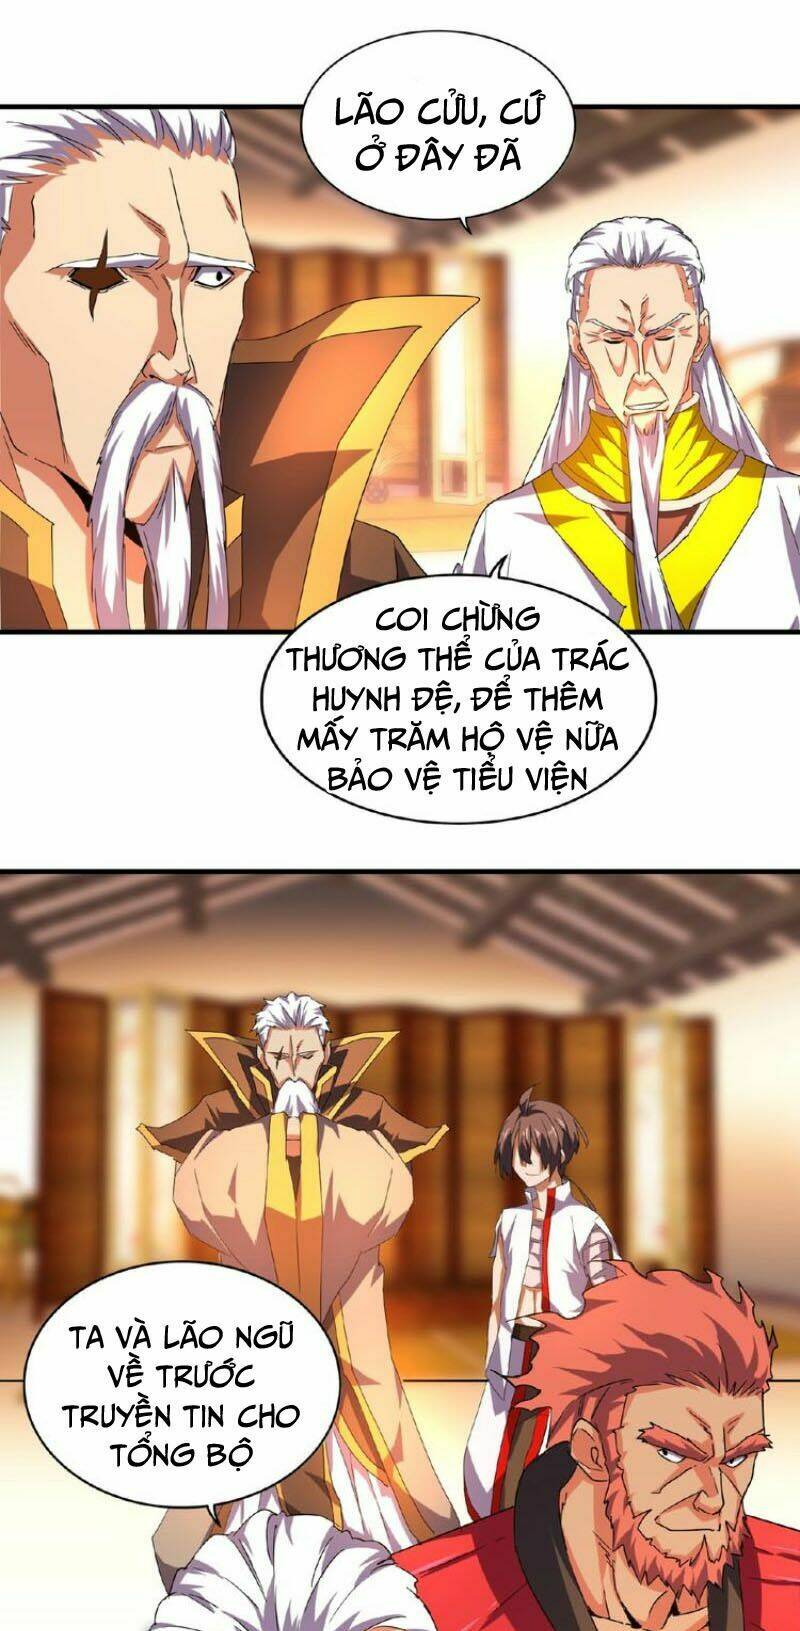 LÃO CỬU, CỨ
Ở ĐÂY ĐÃ
COI CHỪNG
THƯƠNG THẾ CỦA TRÁC
HUYNH ĐỆ, ĐỂ THÊM
MẤY TRĂM HỘ VỆ NỮA
BẢO VỆ TIỂU VIỆN
TA VÀ LÃO NGŨ
VỀ TRƯỚC
TRUYỀN TIN CHO
TỔNG BỘ